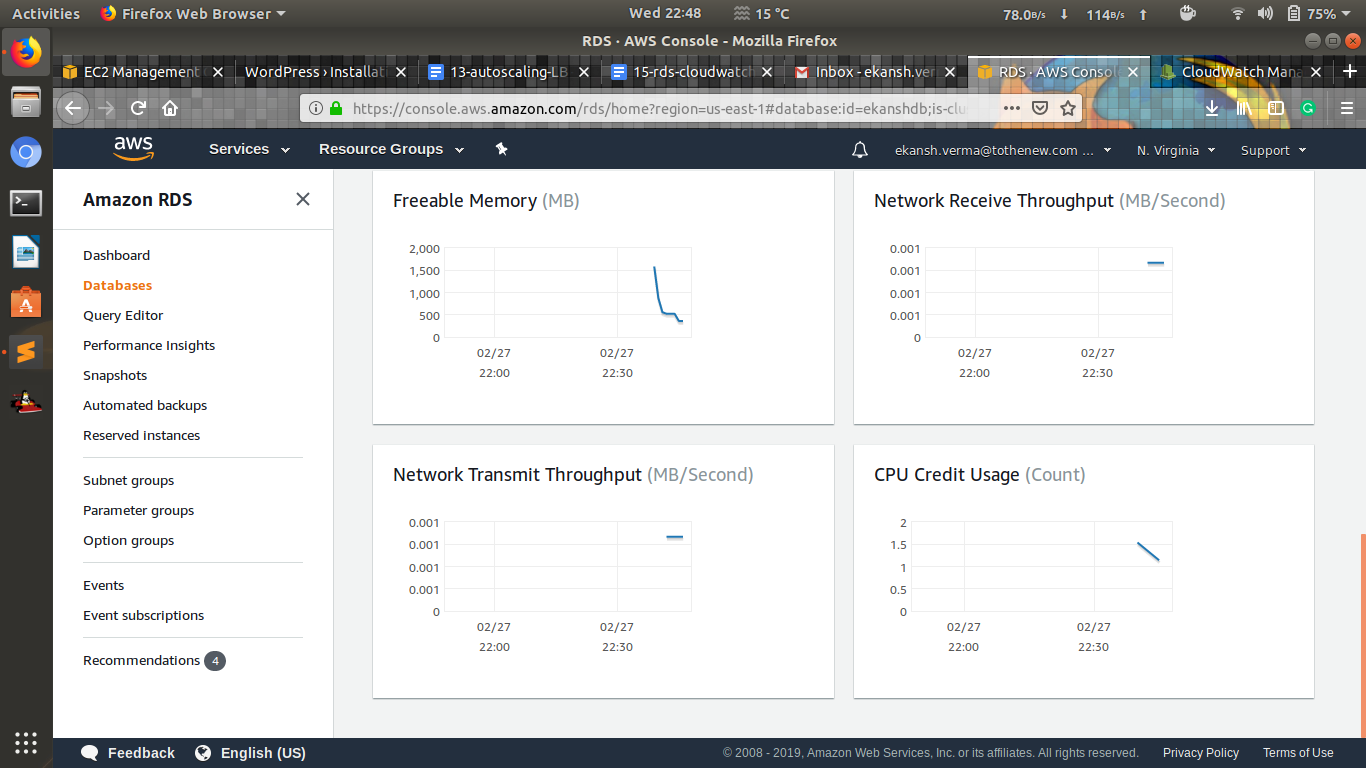 Activities Firefox Web Browser Wed 22:48 15 °C 78.0B/s 114B/s 75%
RDS · AWS Console - Mozilla Firefox
EC2 Management WordPress › Installat 13-autoscaling-LB 15-rds-cloudwatch Inbox - ekansh.ver RDS · AWS Consol CloudWatch Mana
https://console.aws.amazon.com/rds/home?region=us-east-1#database:id=ekanshdb;is-clu
aws Services Resource Groups ekansh.verma@tothenew.com ... N. Virginia Support
Amazon RDS
Dashboard
Databases
Query Editor
Performance Insights
Snapshots
Automated backups
Reserved instances
Subnet groups
Parameter groups
Option groups
Events
Event subscriptions
Recommendations 4
Freeable Memory (MB)
2,000
1,500
1,000
500
0
02/27 02/27
22:00 22:30
Network Receive Throughput (MB/Second)
0.001
0.001
0.001
0.001
0
02/27 02/27
22:00 22:30
Network Transmit Throughput (MB/Second)
0.001
0.001
0.001
0.001
0
02/27 02/27
22:00 22:30
CPU Credit Usage (Count)
2
1.5
1
0.5
0
02/27 02/27
22:00 22:30
Feedback English (US) © 2008 - 2019, Amazon Web Services, Inc. or its affiliates. All rights reserved. Privacy Policy Terms of Use